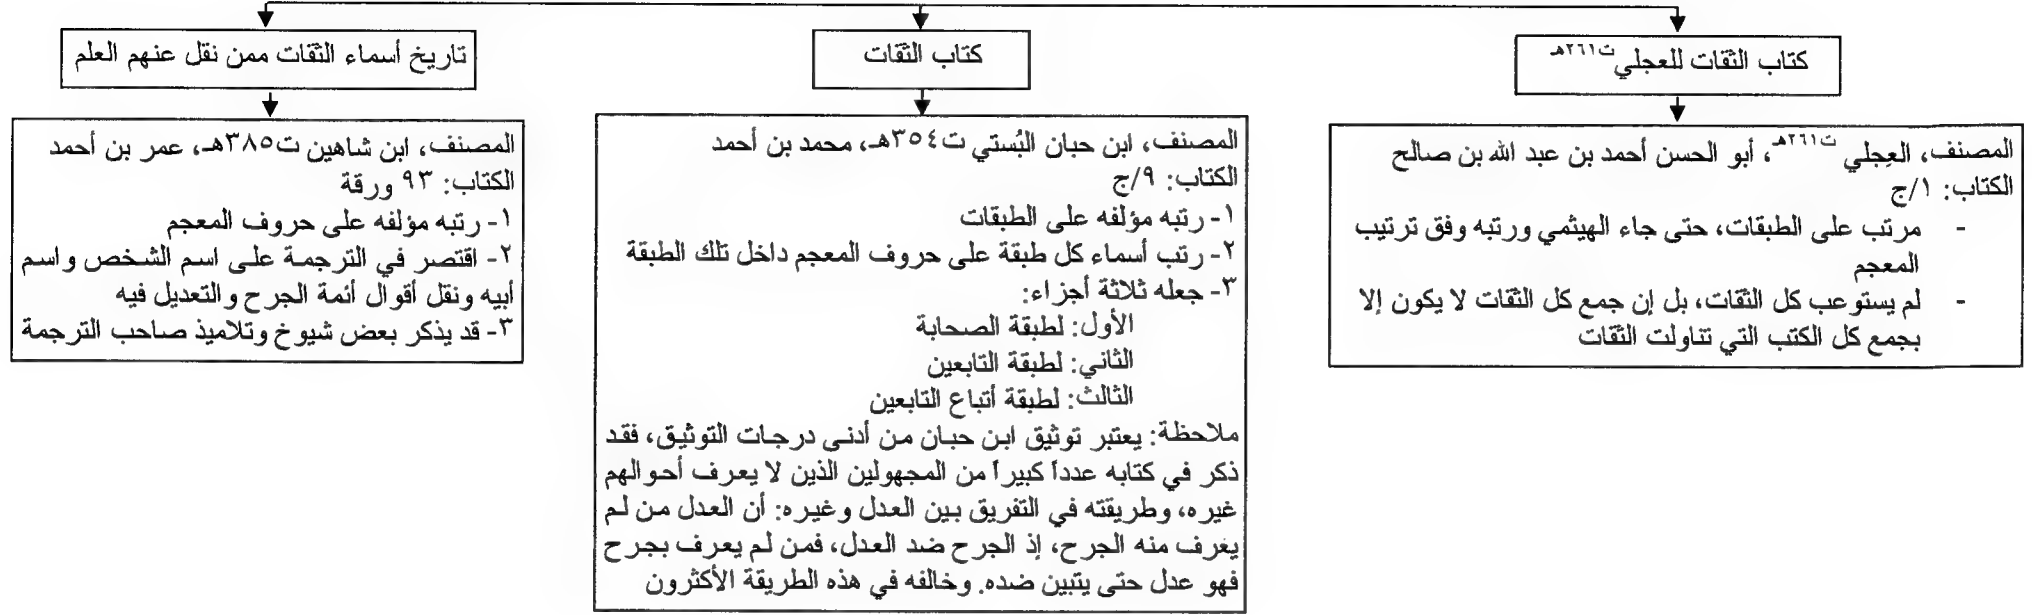 كتاب الثقات للعجلي ت٢٦١هـ
المصنف، العِجلي ت٢٦١هـ، أبو الحسن أحمد بن عبد الله بن صالح
الكتاب: ١/ج
- مرتب على الطبقات، حتى جاء الهيثمي ورتبه وفق ترتيب
المعجم
- لم يستوعب كل الثقات، بل إن جمع كل الثقات لا يكون إلا
بجمع كل الكتب التي تناولت الثقات
كتاب الثقات
المصنف، ابن حبان البُستي ت٣٥٤هـ، محمد بن أحمد
الكتاب: ٩/ج
١- رتبه مؤلفه على الطبقات
٢- رتب أسماء كل طبقة على حروف المعجم داخل تلك الطبقة
٣- جعله ثلاثة أجزاء:
الأول: لطبقة الصحابة
الثاني: لطبقة التابعين
الثالث: لطبقة أتباع التابعين
ملاحظة: يعتبر توثيق ابن حبان من أدنى درجات التوثيق، فقد
ذكر في كتابه عدداً كبيراً من المجهولين الذين لا يعرف أحوالهم
غيره، وطريقته في التفريق بين العدل وغيره: أن العدل من لم
يعرف منه الجرح، إذ الجرح ضد العدل، فمن لم يعرف بجرح
فهو عدل حتى يتبين ضده. وخالفه في هذه الطريقة الأكثرون
تاريخ أسماء الثقات ممن نقل عنهم العلم
المصنف، ابن شاهين ت٣٨٥هـ، عمر بن أحمد
الكتاب: ٩٣ ورقة
١- رتبه مؤلفه على حروف المعجم
٢- اقتصر في الترجمة على اسم الشخص واسم
أبيه ونقل أقوال أئمة الجرح والتعديل فيه
٣- قد يذكر بعض شيوخ وتلاميذ صاحب الترجمة